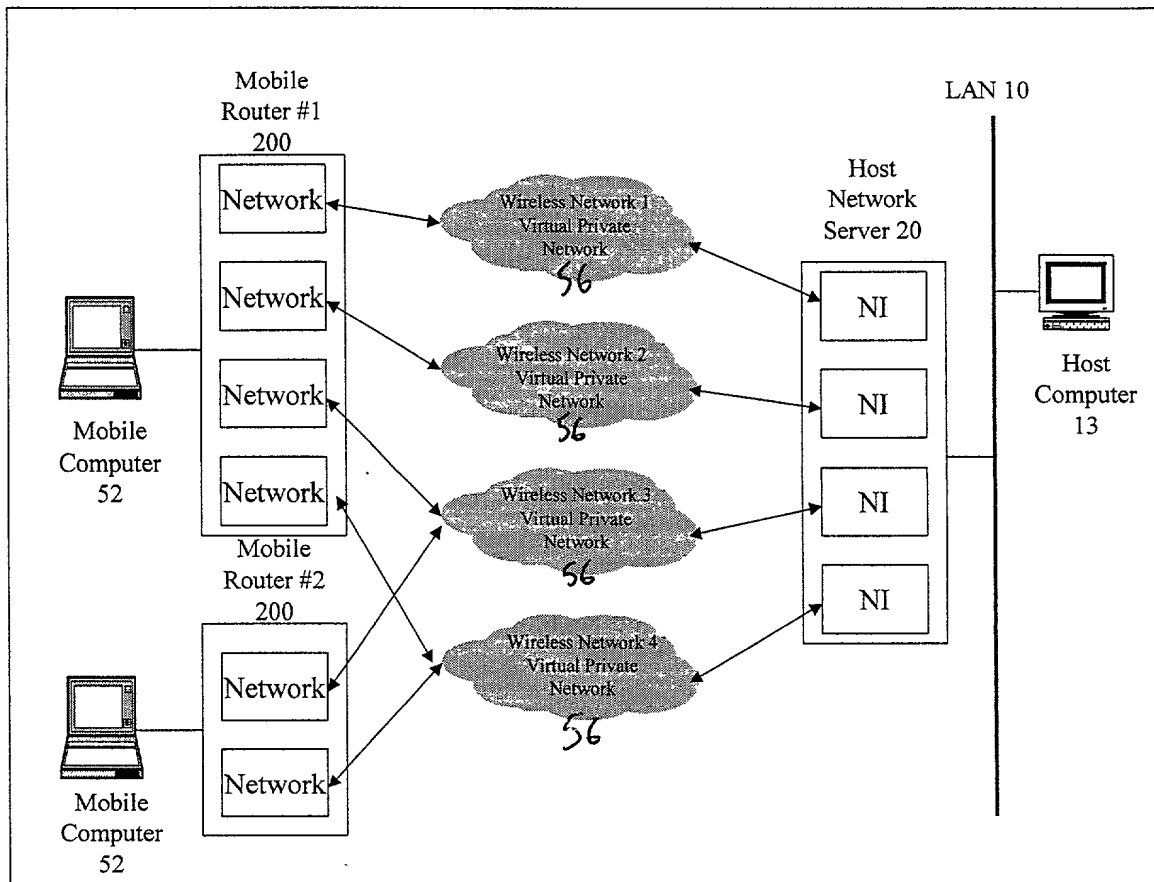 Mobile
Router #1
200
Network
Network
Network
Network
Mobile
Computer
52
Mobile
Router #2
200
Network
Network
Mobile
Computer
52
Wireless Network 1
Virtual Private
Network
56
Wireless Network 2
Virtual Private
Network
56
Wireless Network 3
Virtual Private
Network
56
Wireless Network 4
Virtual Private
Network
56
Host
Network
Server 20
NI
NI
NI
NI
LAN 10
Host
Computer
13